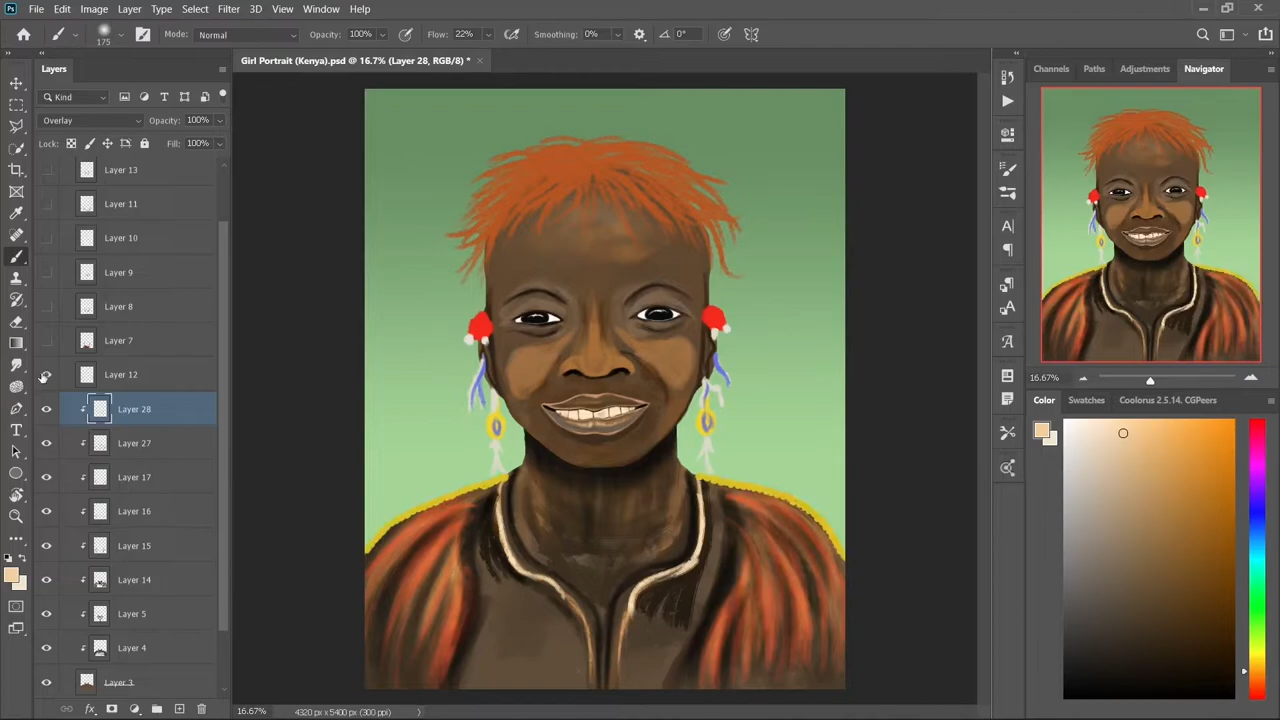 Ps File Edit Image Layer Type Select Filter 3D View Window Help
175 Mode: Normal Opacity: 100% Flow: 22% Smoothing: 0% 0°
Layers
Girl Portrait (Kenya).psd @ 16.7% (Layer 28, RGB/8) *
Channels Paths Adjustments Navigator
Kind
Overlay Opacity: 100%
Lock: Fill: 100%
Layer 13
Layer 11
Layer 10
Layer 9
Layer 8
Layer 7
Layer 12
Layer 28
Layer 27
Layer 17
Layer 16
Layer 15
Layer 14
Layer 5
Layer 4
Layer 3
16.67%
Color Swatches Coolorus 2.5.14. CGPeers
16.67% 4320 px x 5400 px (300 ppi)